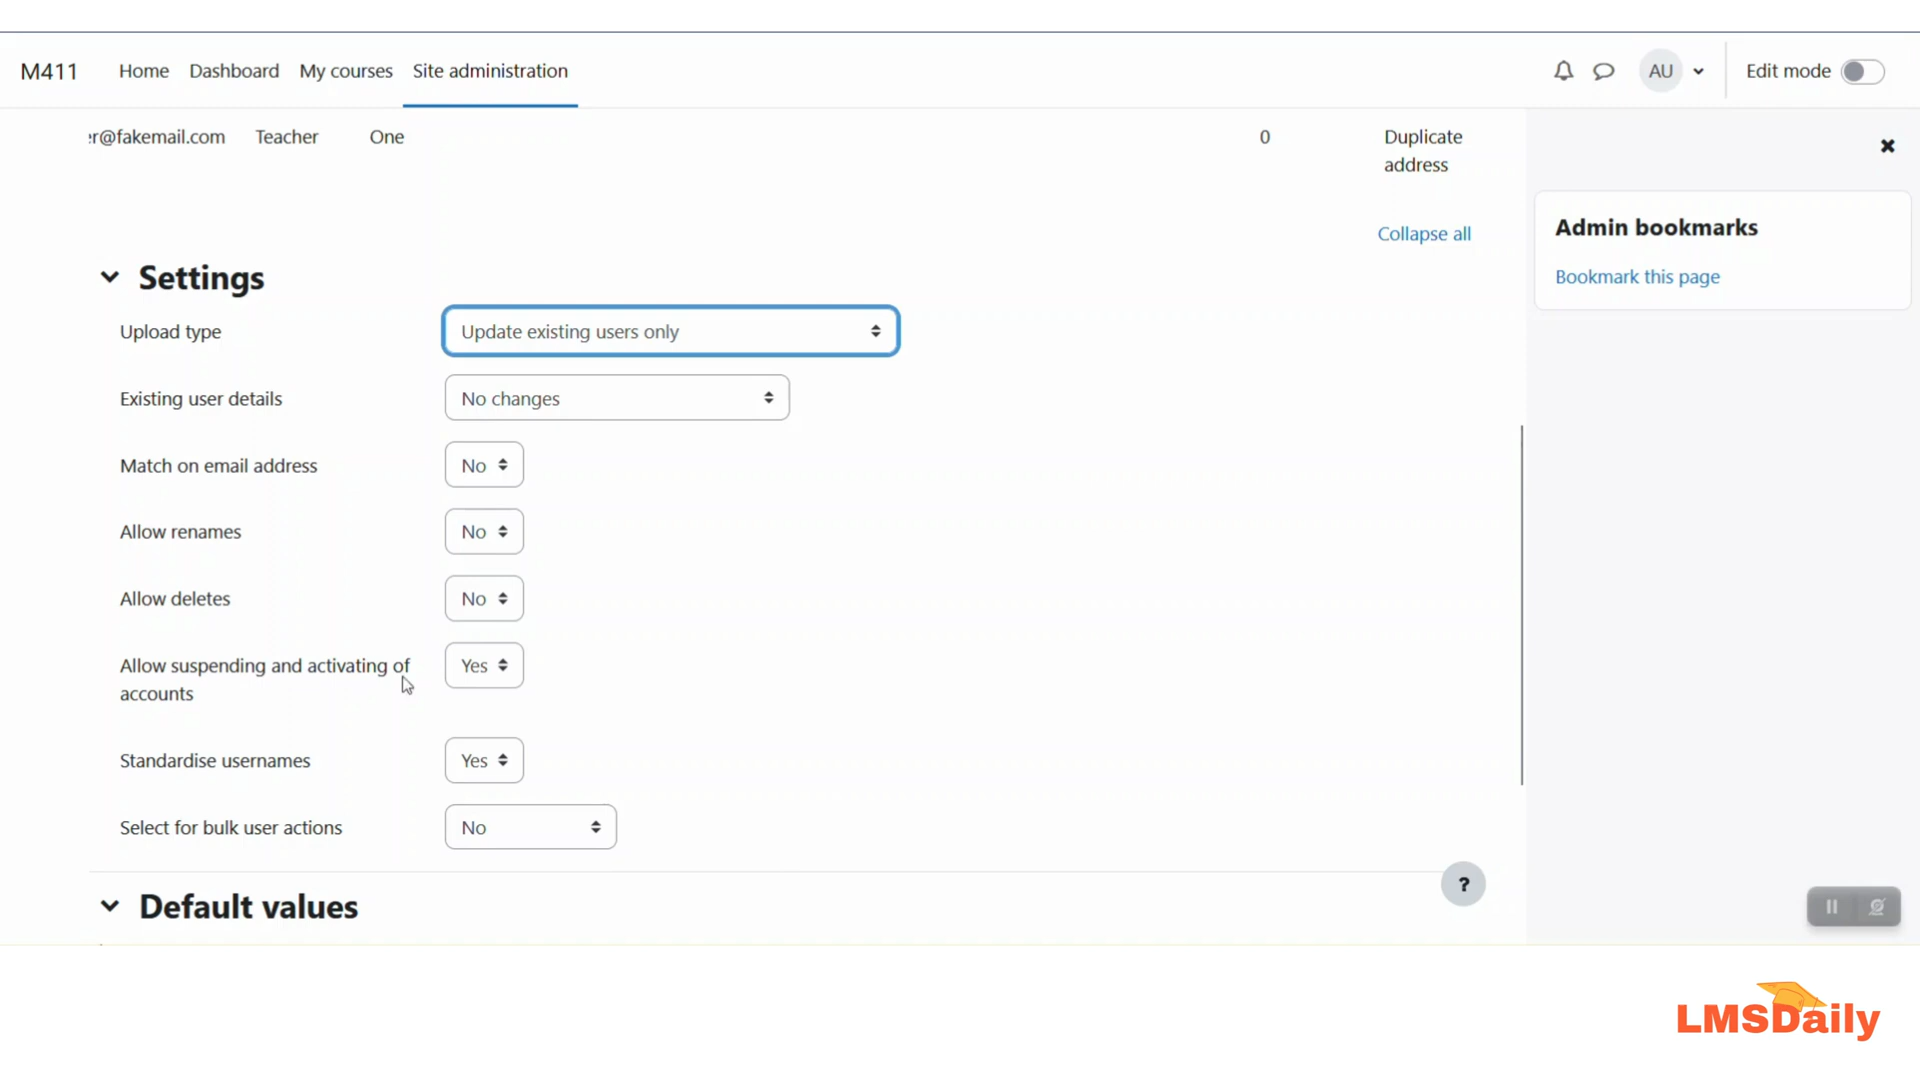 M411 Home Dashboard My courses Site administration AU Edit mode
er@fakemail.com Teacher One 0 Duplicate
address
Collapse all
Admin bookmarks
Bookmark this page
Settings
Upload type Update existing users only
Existing user details No changes
Match on email address No
Allow renames No
Allow deletes No
Allow suspending and activating of Yes
accounts
Standardise usernames Yes
Select for bulk user actions No
?
Default values
LMSDaily